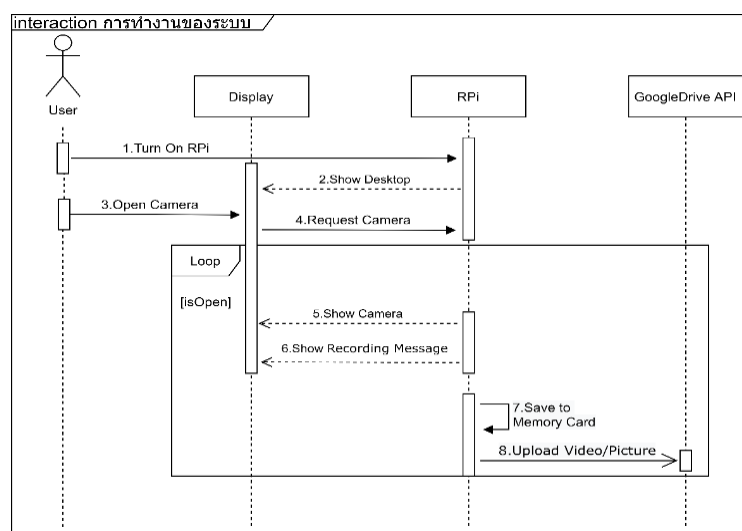 interaction การทำงานของระบบ
User
Display
RPi
GoogleDrive API
1.Turn On RPi
2.Show Desktop
3.Open Camera
4.Request Camera
Loop
[isOpen]
5.Show Camera
6.Show Recording Message
7.Save to
Memory Card
8.Upload Video/Picture